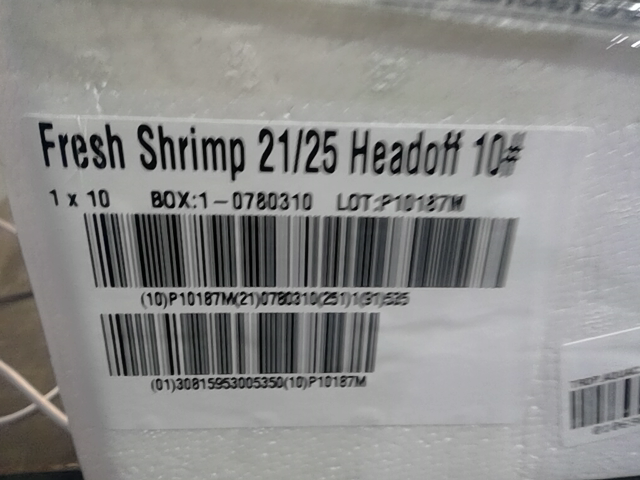 Fresh Shrimp 21/25 Headoff 10#
1 x 10 BOX:1-0780310 LOT:P10187M
(10)P10187M(21)0780310(251)1(91)535
(01)30815953005350(10)P10187M